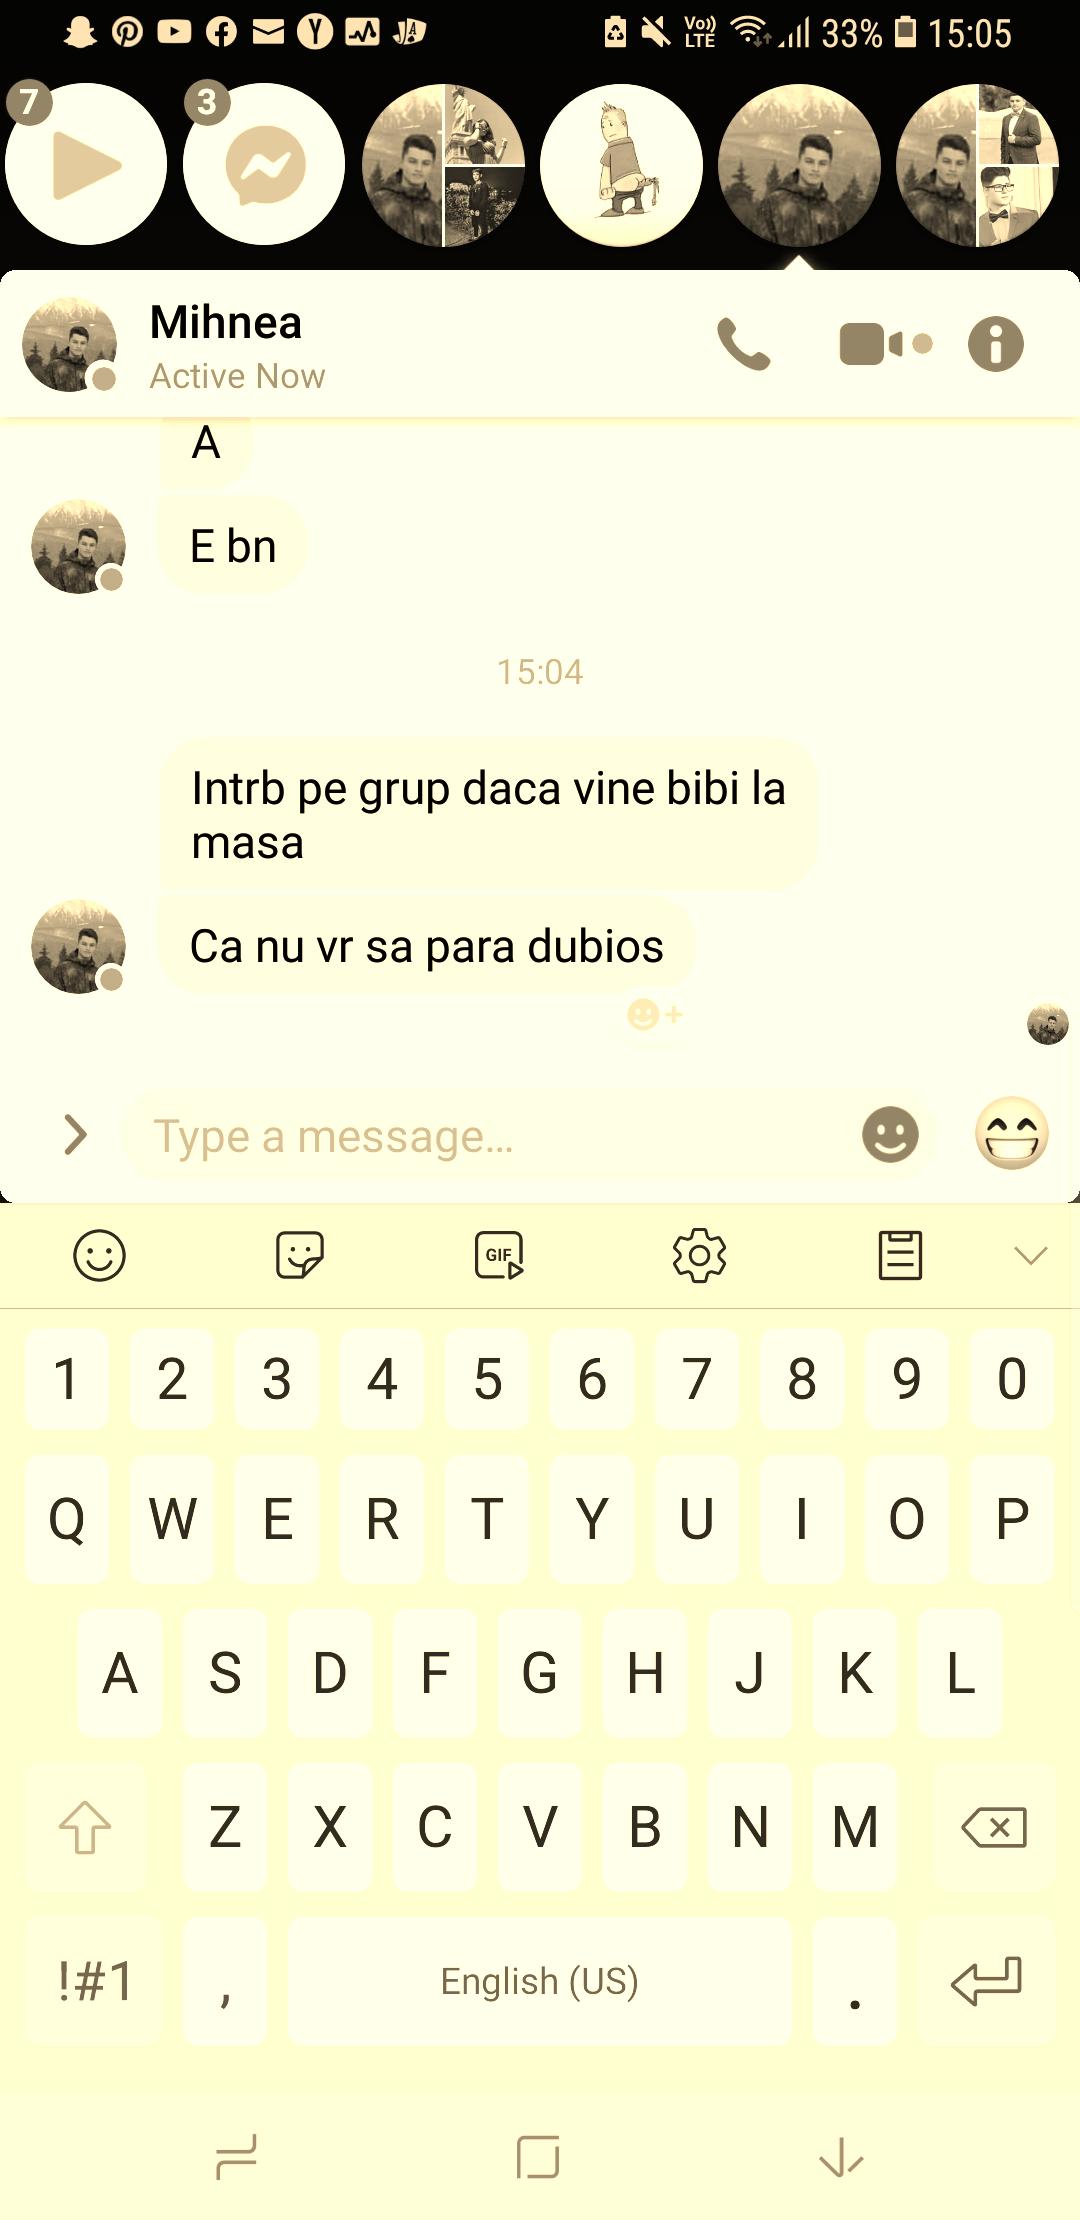 33% 15:05
Vo)) LTE
7
3
Mihnea
Active Now
A
E bn
15:04
Intrb pe grup daca vine bibi la
masa
Ca nu vr sa para dubios
Type a message...
GIF
1 2 3 4 5 6 7 8 9 0
Q W E R T Y U I O P
A S D F G H J K L
Z X C V B N M
!#1 , English (US) .